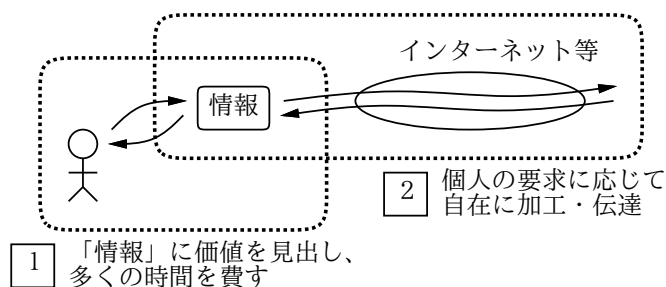 インターネット等
情報
2
個人の要求に応じて
自在に加工・伝達
1
「情報」に価値を見出し、
多くの時間を費す